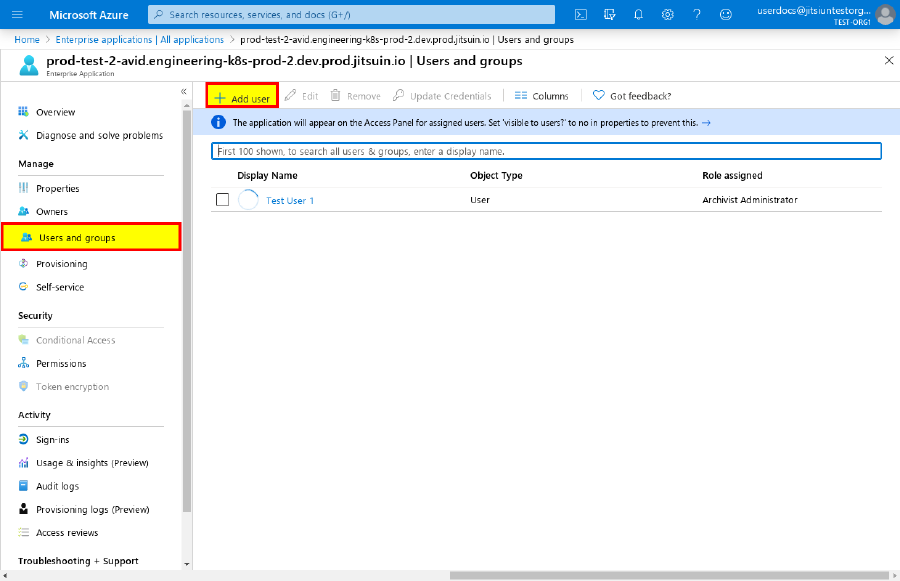 Microsoft Azure
Search resources, services, and docs (G+/)
userdocs@jitsiuntestorg...
TEST-ORG1
Home > Enterprise applications | All applications > prod-test-2-avid.engineering-k8s-prod-2.dev.prod.jitsuin.io | Users and groups
prod-test-2-avid.engineering-k8s-prod-2.dev.prod.jitsuin.io | Users and groups
Enterprise Application
Overview
Diagnose and solve problems
Manage
Properties
Owners
Users and groups
Provisioning
Self-service
Security
Conditional Access
Permissions
Token encryption
Activity
Sign-ins
Usage & insights (Preview)
Audit logs
Provisioning logs (Preview)
Access reviews
Troubleshooting + Support
+ Add user
Edit
Remove
Update Credentials
Columns
Got feedback?
The application will appear on the Access Panel for assigned users. Set 'visible to users?' to no in properties to prevent this. →
First 100 shown, to search all users & groups, enter a display name.
Display Name Object Type Role assigned
Test User 1 User Archivist Administrator